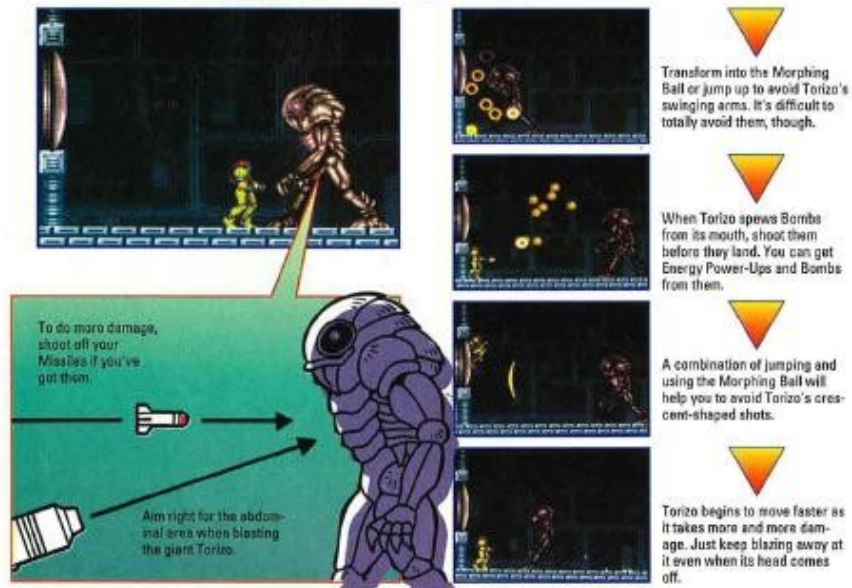 To do more damage,
shoot off your
Missiles if you've
got them.
Aim right for the abdom-
inal area when blasting
the giant Torizo.
Transform into the Morphing
Ball or jump up to avoid Torizo's
swinging arms. It's difficult to
totally avoid them, though.
When Torizo spews Bombs
from its mouth, shoot them
before they land. You can get
Energy Power-Ups and Bombs
from them.
A combination of jumping and
using the Morphing Ball will
help you to avoid Torizo's cres-
cent-shaped shots.
Torizo begins to move faster as
it takes more and more dam-
age. Just keep blazing away at
it even when its head comes
off.